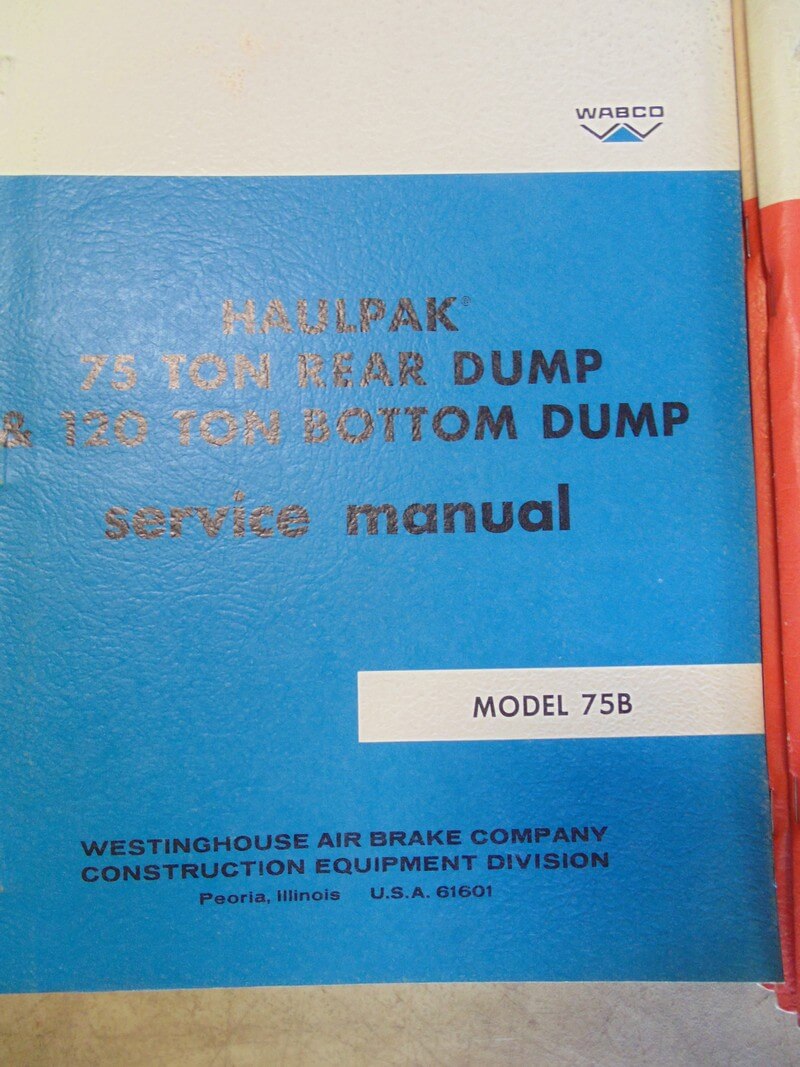 WABCO
HAULPAK®
75 TON REAR DUMP
& 120 TON BOTTOM DUMP
service manual
MODEL 75B
WESTINGHOUSE AIR BRAKE COMPANY
CONSTRUCTION EQUIPMENT DIVISION
Peoria, Illinois U.S.A. 61601